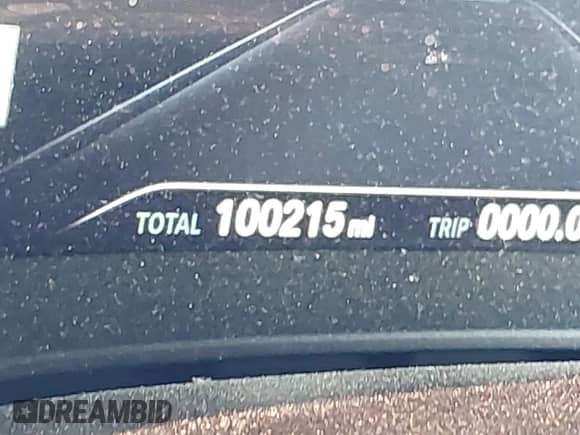 TOTAL 100215 mi TRIP 0000.0
DREAMBID